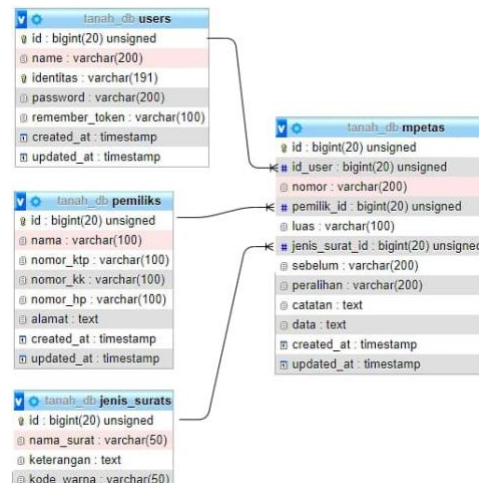 tanah_db users
id : bigint(20) unsigned
name : varchar(200)
identitas : varchar(191)
password : varchar(200)
remember_token : varchar(100)
created_at : timestamp
updated_at : timestamp
tanah_db pemiliks
id : bigint(20) unsigned
nama : varchar(100)
nomor_ktp : varchar(100)
nomor_kk : varchar(100)
nomor_hp : varchar(100)
alamat : text
created_at : timestamp
updated_at : timestamp
tanah_db jenis_surats
id : bigint(20) unsigned
nama_surat : varchar(50)
keterangan : text
kode_warna : varchar(50)
tanah_db mpetas
id : bigint(20) unsigned
# id_user : bigint(20) unsigned
nomor : varchar(200)
# pemilik_id : bigint(20) unsigned
luas : varchar(100)
# jenis_surat_id : bigint(20) unsigned
sebelum : varchar(200)
peralihan : varchar(200)
catatan : text
data : text
created_at : timestamp
updated_at : timestamp